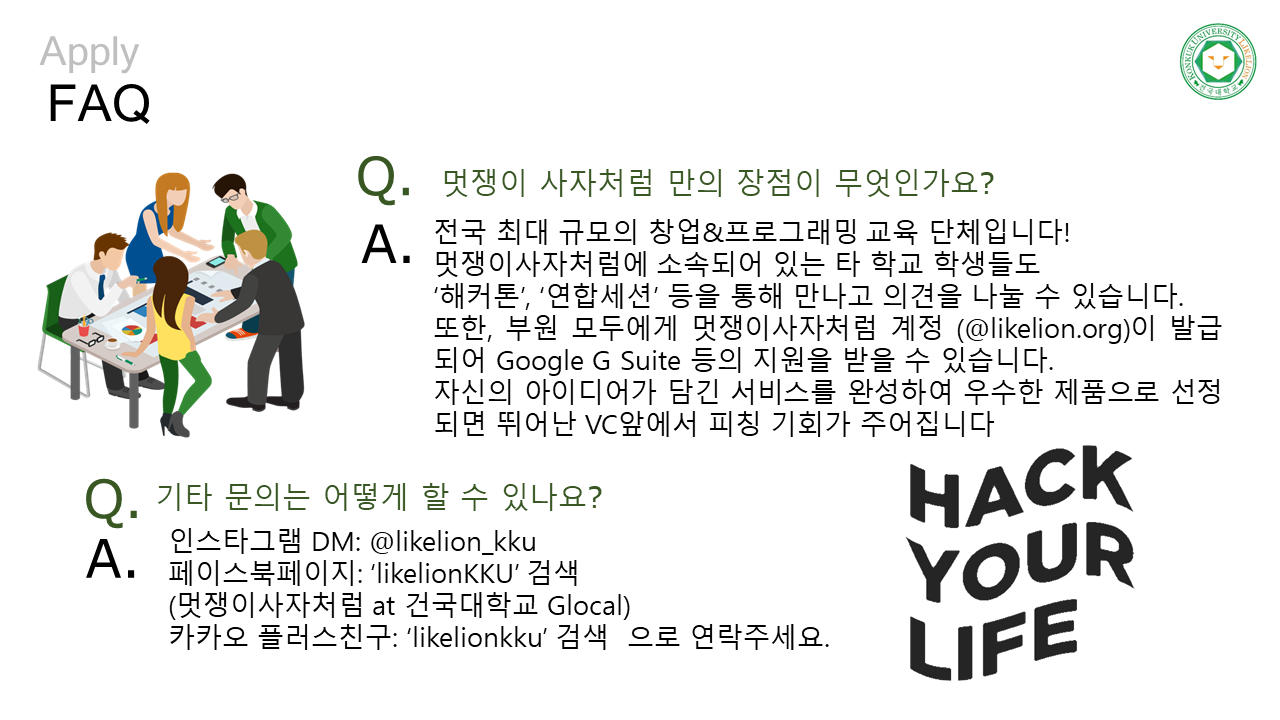 Apply
FAQ
KONKUK UNIVERSITY LIKELION
건국대학교
Q. 멋쟁이 사자처럼 만의 장점이 무엇인가요?
A. 전국 최대 규모의 창업&프로그래밍 교육 단체입니다!
멋쟁이사자처럼에 소속되어 있는 타 학교 학생들도
‘해커톤’, ‘연합세션’ 등을 통해 만나고 의견을 나눌 수 있습니다.
또한, 부원 모두에게 멋쟁이사자처럼 계정 (@likelion.org)이 발급
되어 Google G Suite 등의 지원을 받을 수 있습니다.
자신의 아이디어가 담긴 서비스를 완성하여 우수한 제품으로 선정
되면 뛰어난 VC앞에서 피칭 기회가 주어집니다
Q. 기타 문의는 어떻게 할 수 있나요?
A. 인스타그램 DM: @likelion_kku
페이스북페이지: ‘likelionKKU’ 검색
(멋쟁이사자처럼 at 건국대학교 Glocal)
카카오 플러스친구: ‘likelionkku’ 검색  으로 연락주세요.
HACK
YOUR
LIFE